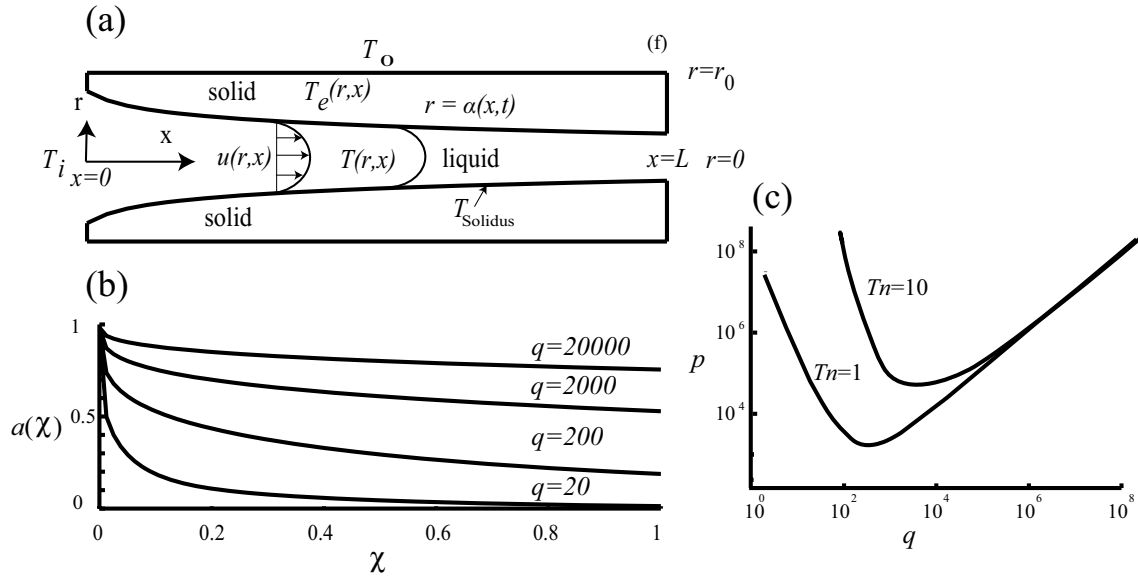 (a)
T_o
(f)
r=r_0
solid
T_e(r,x)
r = α(x,t)
r
x
T_i
x=0
u(r,x)
T(r,x)
liquid
x=L
r=0
solid
T_Solidus
(b)
1
0.5
0
a(χ)
q=20000
q=2000
q=200
q=20
0
0.2
0.4
0.6
0.8
1
χ
(c)
10^8
10^6
10^4
p
Tn=10
Tn=1
10^0
10^2
10^4
10^6
10^8
q